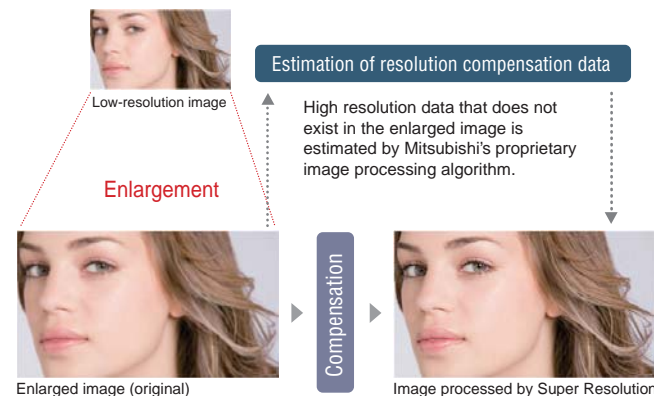 Estimation of resolution compensation data
Low-resolution image
High resolution data that does not
exist in the enlarged image is
estimated by Mitsubishi's proprietary
image processing algorithm.
Enlargement
Compensation
Enlarged image (original)
Image processed by Super Resolution